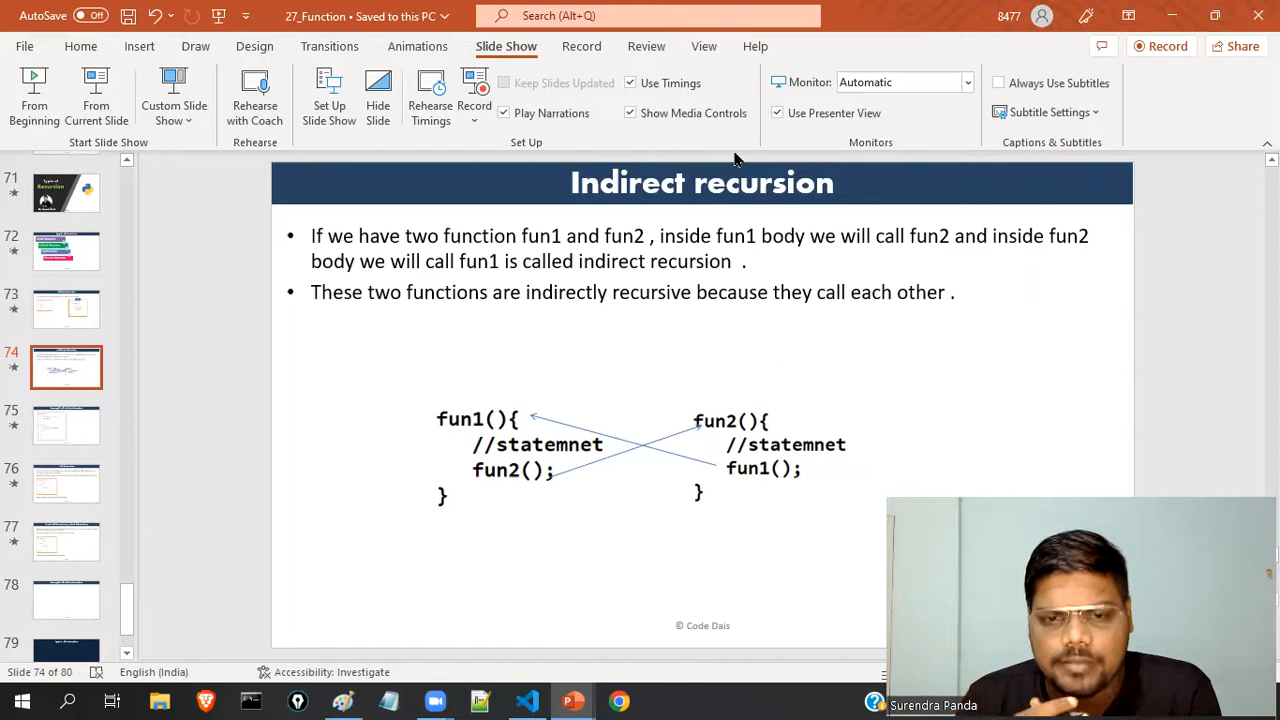 AutoSave Off 27_Function • Saved to this PC Search (Alt+Q) 8477
File Home Insert Draw Design Transitions Animations Slide Show Record Review View Help Record Share
From Beginning
From Current Slide
Custom Slide Show
Start Slide Show
Rehearse with Coach
Rehearse
Set Up Slide Show
Hide Slide
Rehearse Timings
Record
Keep Slides Updated
Play Narrations
Use Timings
Show Media Controls
Set Up
Monitor: Automatic
Use Presenter View
Monitors
Always Use Subtitles
Subtitle Settings
Captions & Subtitles
71
Types of
Recursion
72
73
74
75
76
77
78
79
Indirect recursion
• If we have two function fun1 and fun2 , inside fun1 body we will call fun2 and inside fun2
body we will call fun1 is called indirect recursion .
• These two functions are indirectly recursive because they call each other .
fun1(){
//statemnet
fun2();
}
fun2(){
//statemnet
fun1();
}
© Code Dais
Slide 74 of 80 English (India) Accessibility: Investigate
Surendra Panda